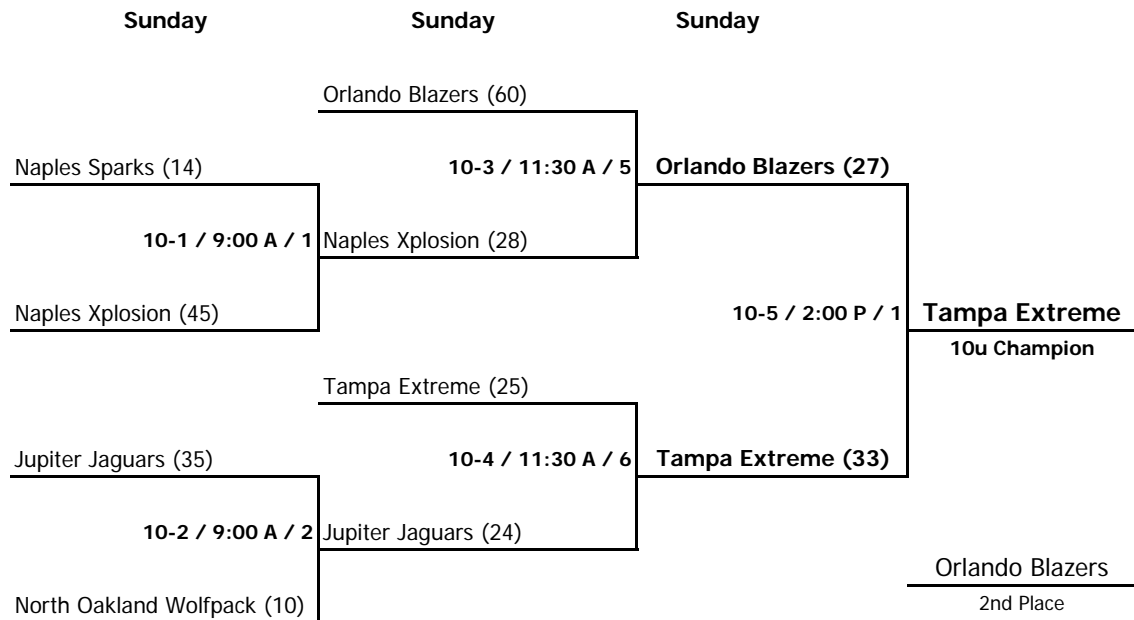 Sunday Sunday Sunday
Orlando Blazers (60)
Naples Sparks (14) 10-3 / 11:30 A / 5 Orlando Blazers (27)
10-1 / 9:00 A / 1 Naples Xplosion (28)
Naples Xplosion (45) 10-5 / 2:00 P / 1 Tampa Extreme
10u Champion
Tampa Extreme (25)
Jupiter Jaguars (35) 10-4 / 11:30 A / 6 Tampa Extreme (33)
10-2 / 9:00 A / 2 Jupiter Jaguars (24)
Orlando Blazers
North Oakland Wolfpack (10) 2nd Place